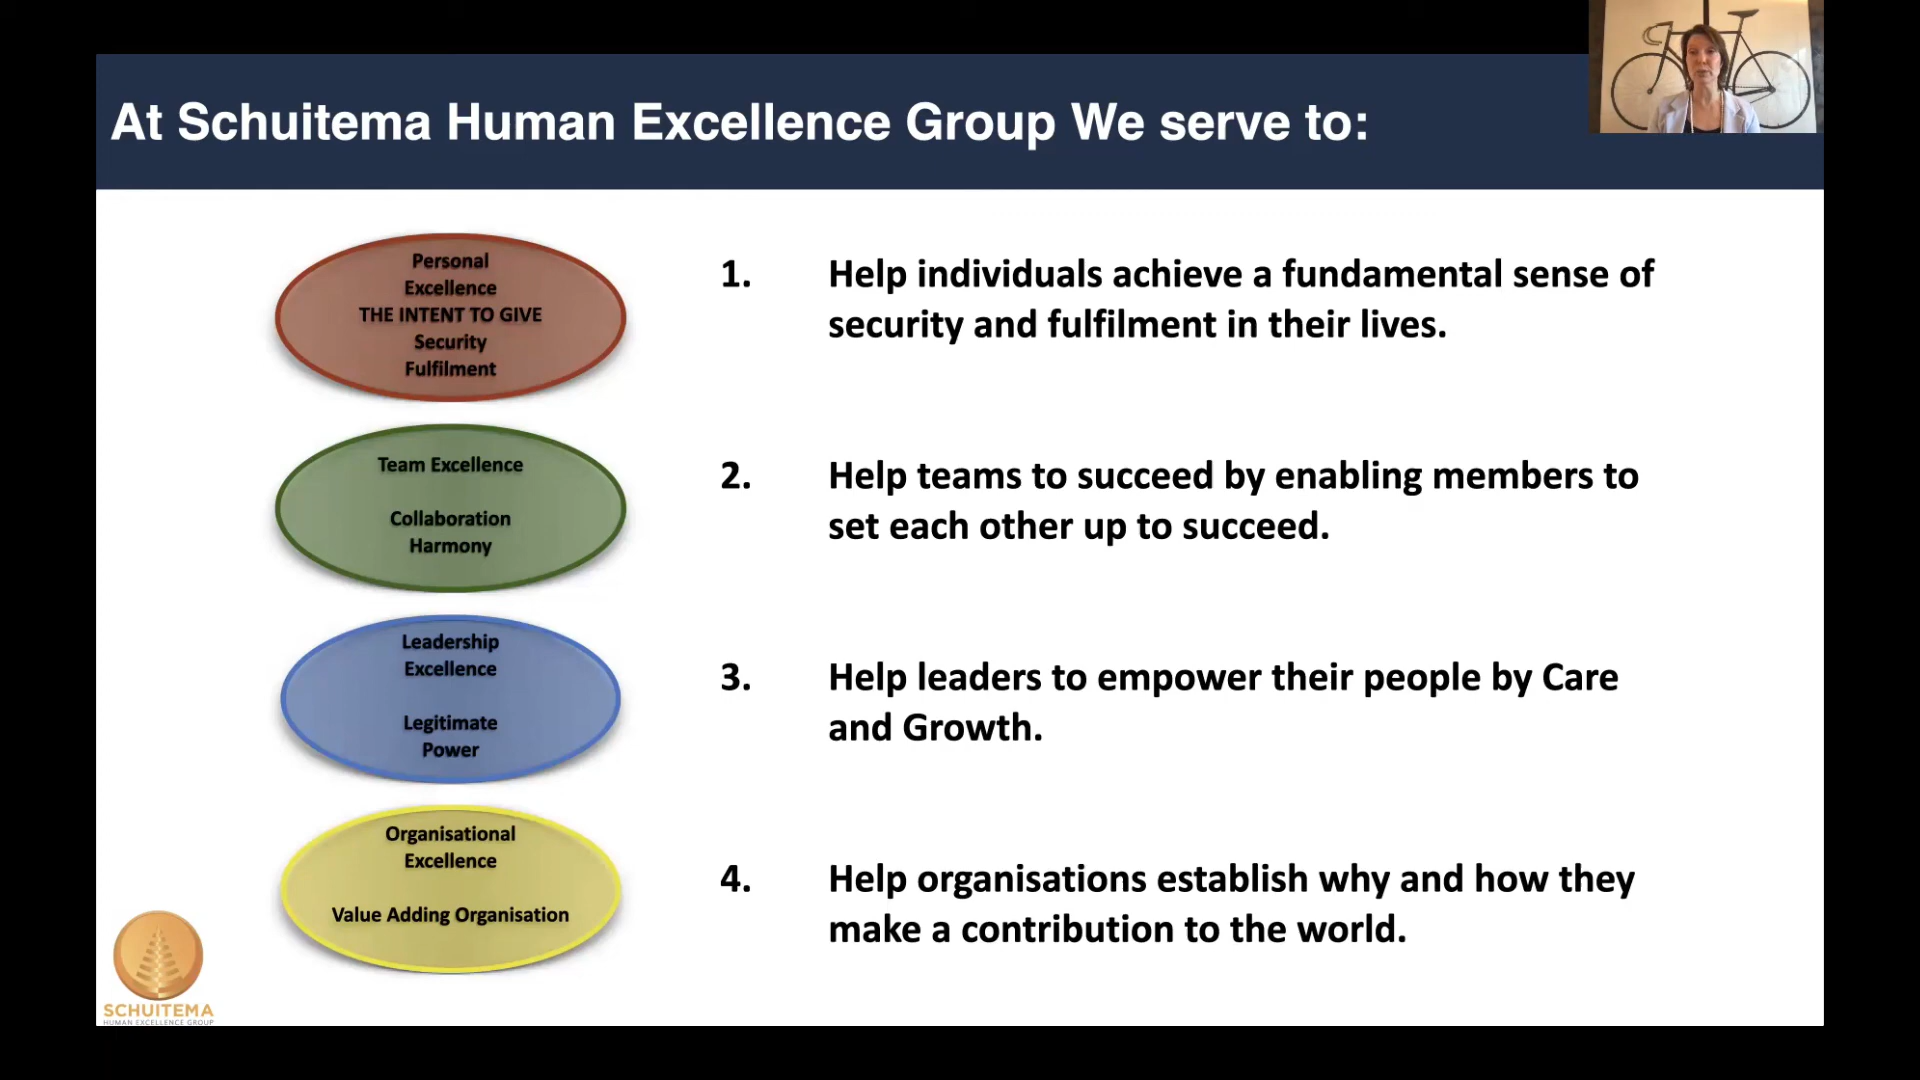 At Schuitema Human Excellence Group We serve to:
Personal
Excellence
THE INTENT TO GIVE
Security
Fulfilment
1. Help individuals achieve a fundamental sense of
security and fulfilment in their lives.
Team Excellence
Collaboration
Harmony
2. Help teams to succeed by enabling members to
set each other up to succeed.
Leadership
Excellence
Legitimate
Power
3. Help leaders to empower their people by Care
and Growth.
Organisational
Excellence
Value Adding Organisation
4. Help organisations establish why and how they
make a contribution to the world.
SCHUITEMA
HUMAN EXCELLENCE GROUP